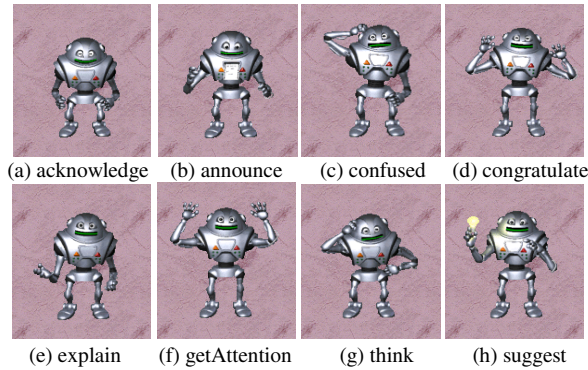 (a) acknowledge (b) announce (c) confused (d) congratulate
(e) explain (f) getAttention (g) think (h) suggest